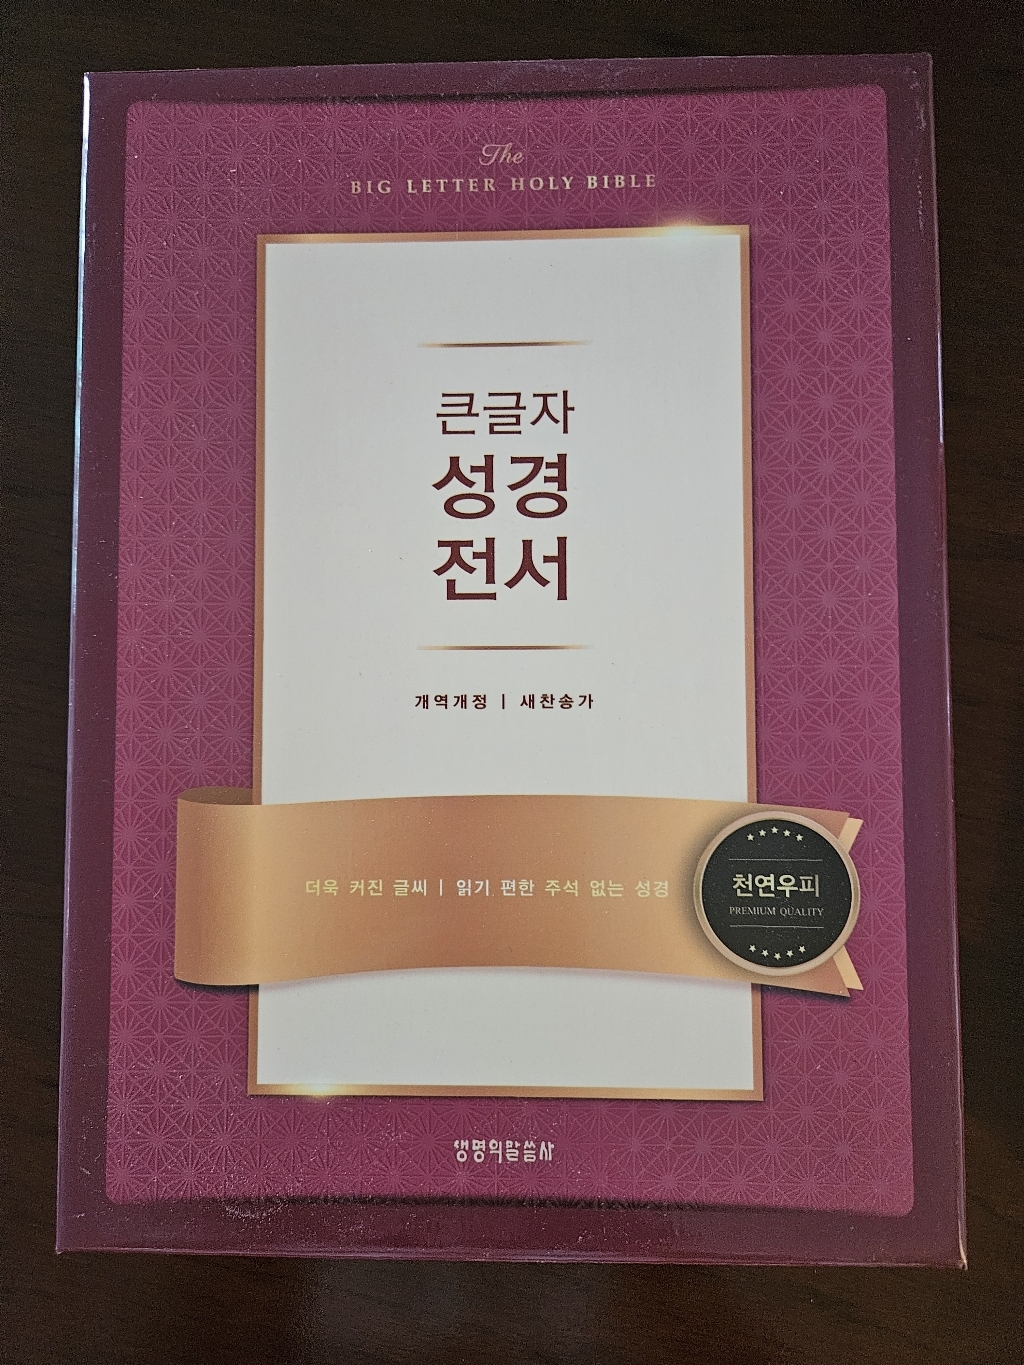 The
BIG LETTER HOLY BIBLE
큰글자
성경
전서
개역개정 | 새찬송가
더욱 커진 글씨 | 읽기 편한 주석 없는 성경
천연우피
PREMIUM QUALITY
생명의말씀사